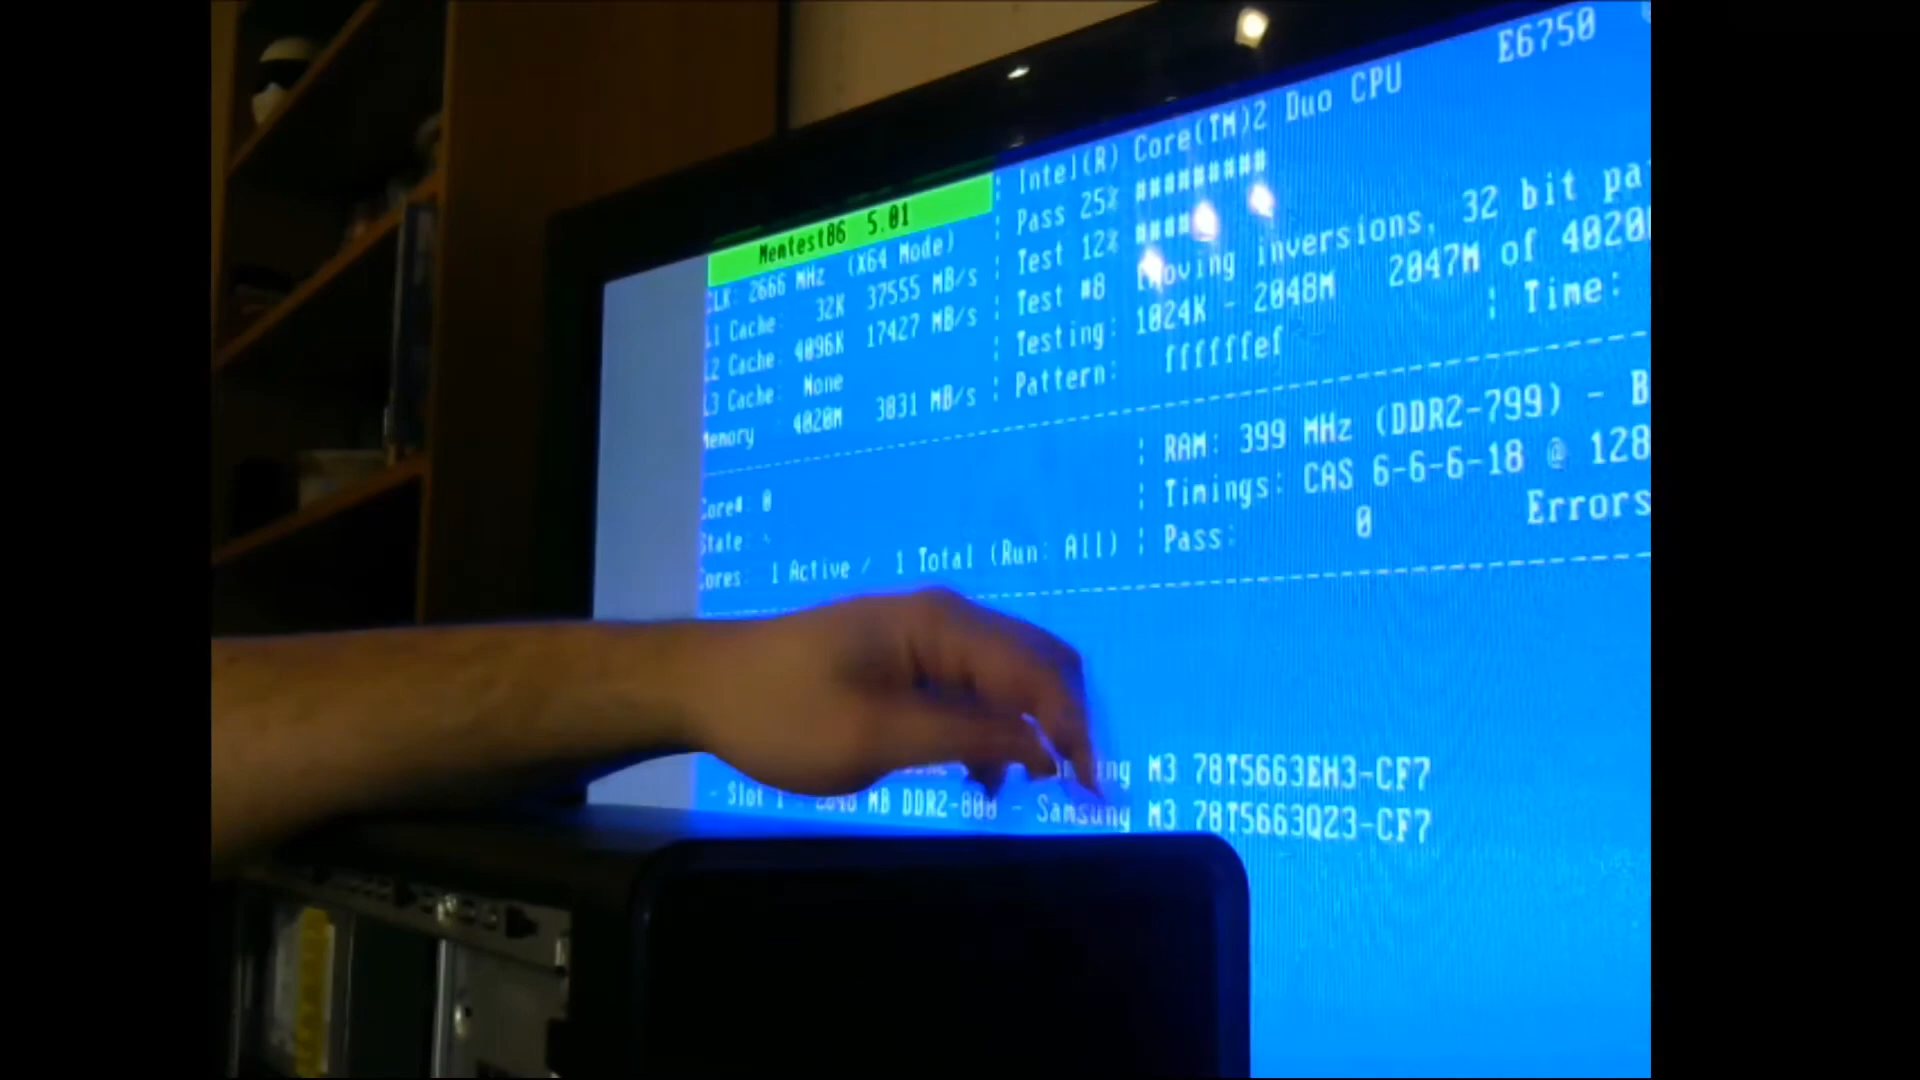 Memtest86 5.01
CLK: 2666 MHz (X64 Mode)
L1 Cache: 32K 37555 MB/s
L2 Cache: 4096K 17427 MB/s
L3 Cache: None
Memory : 4020M 3831 MB/s
Intel(R) Core(TM)2 Duo CPU E6750
Pass 25% #########
Test 12% ####
Test #8 Moving inversions, 32 bit pa
Testing: 1024K - 2048M 2047M of 4020
Pattern: ffffffef Time:
Core#: 0
State: \
Cores: 1 Active / 1 Total (Run: All)
RAM: 399 MHz (DDR2-799) - B
Timings: CAS 6-6-6-18 @ 128
Pass: 0 Errors
M3 78T5663EH3-CF7
- Slot 1 - 2048 MB DDR2-800 - Samsung M3 78T5663QZ3-CF7